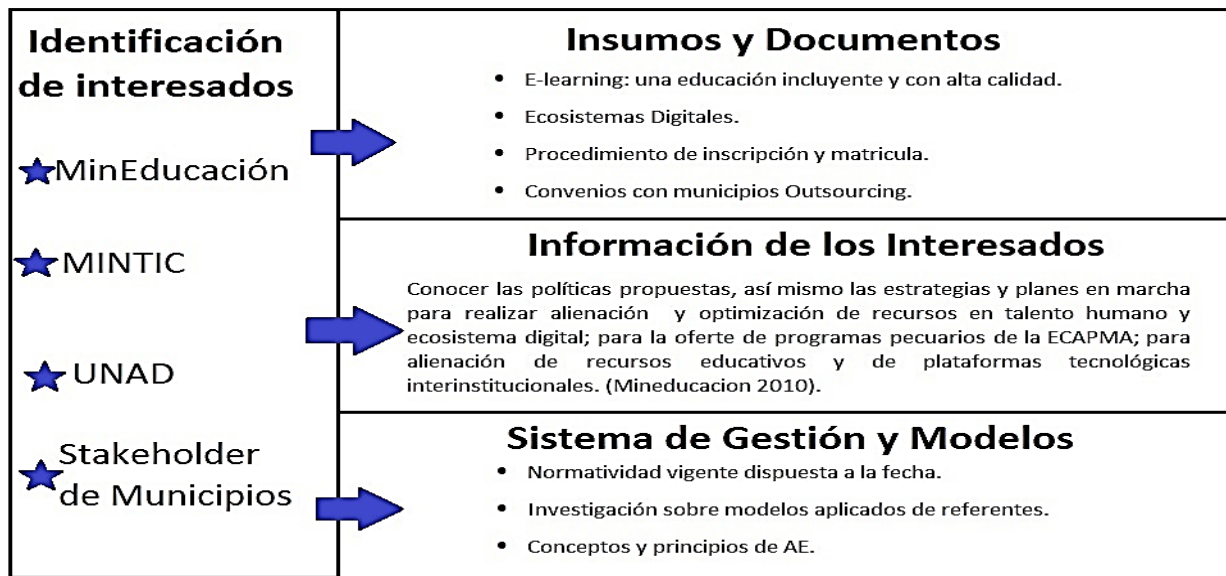 Identificación
de interesados
MinEducación
MINTIC
UNAD
Stakeholder
de Municipios
Insumos y Documentos
• E-learning: una educación incluyente y con alta calidad.
• Ecosistemas Digitales.
• Procedimiento de inscripción y matricula.
• Convenios con municipios Outsourcing.
Información de los Interesados
Conocer las políticas propuestas, así mismo las estrategias y planes en marcha
para realizar alienación y optimización de recursos en talento humano y
ecosistema digital; para la oferte de programas pecuarios de la ECAPMA; para
alienación de recursos educativos y de plataformas tecnológicas
interinstitucionales. (Mineducacion 2010).
Sistema de Gestión y Modelos
• Normatividad vigente dispuesta a la fecha.
• Investigación sobre modelos aplicados de referentes.
• Conceptos y principios de AE.